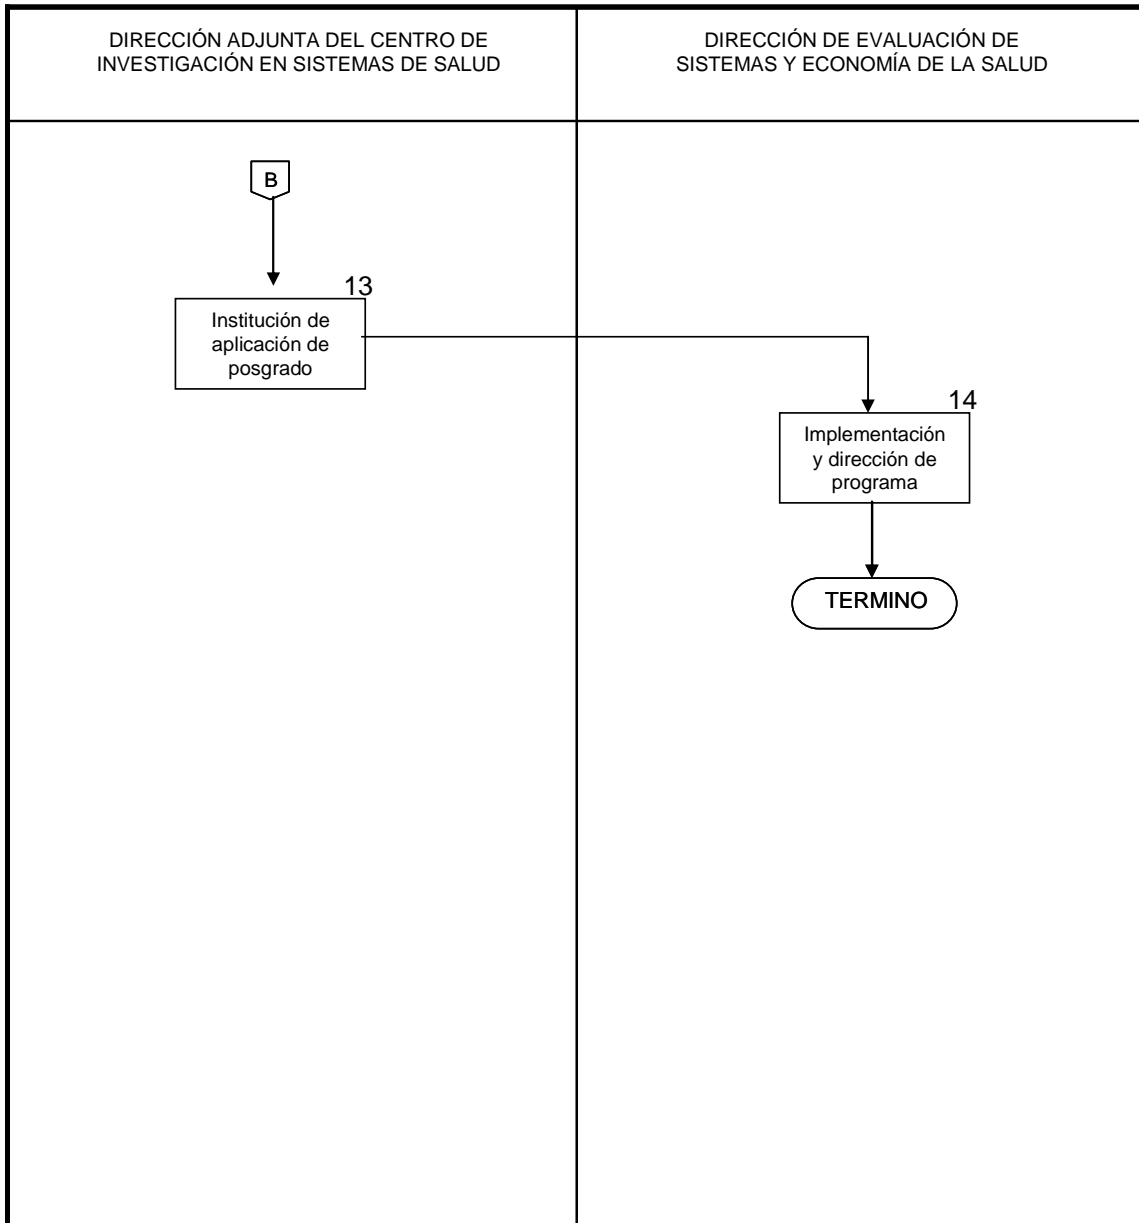 DIRECCIÓN ADJUNTA DEL CENTRO DE
INVESTIGACIÓN EN SISTEMAS DE SALUD
DIRECCIÓN DE EVALUACIÓN DE
SISTEMAS Y ECONOMÍA DE LA SALUD
B
13
Institución de
aplicación de
posgrado
14
Implementación
y dirección de
programa
TERMINO